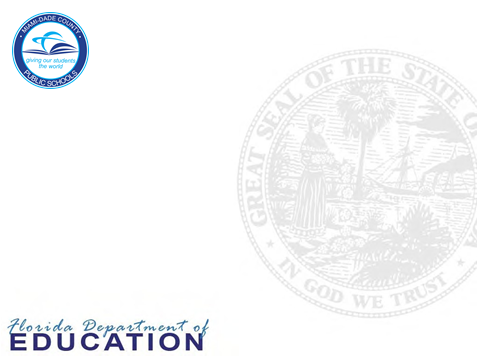 MIAMI-DADE COUNTY
giving our students
the world
PUBLIC SCHOOLS
GREAT SEAL OF THE STATE OF
IN GOD WE TRUST
Florida Department of
EDUCATION